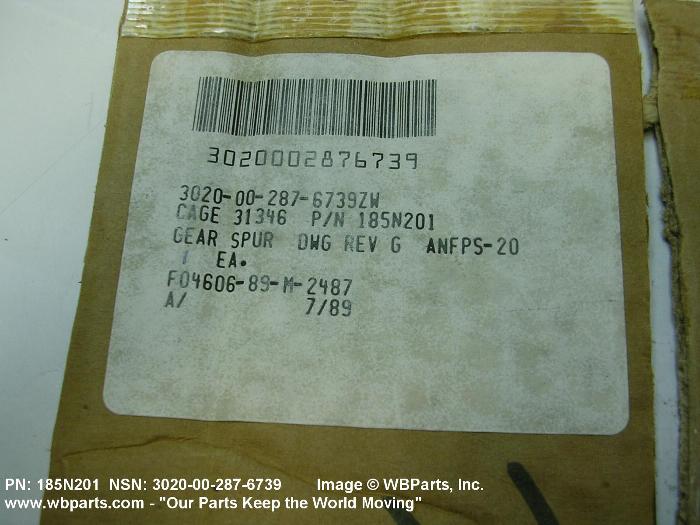 3020002876739
3020-00-287-6739ZW
CAGE 31346 P/N 185N201
GEAR SPUR DWG REV G ANFPS-20
1 EA.
F04606-89-M-2487
A/ 7/89
PN: 185N201 NSN: 3020-00-287-6739 Image © WBParts, Inc.
www.wbparts.com - "Our Parts Keep the World Moving"